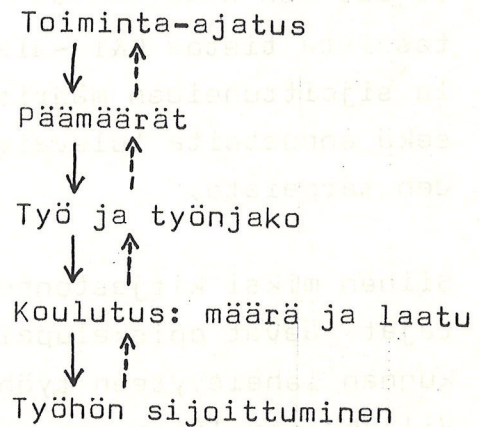 Toiminta-ajatus
Päämäärät
Työ ja työnjako
Koulutus: määrä ja laatu
Työhön sijoittuminen